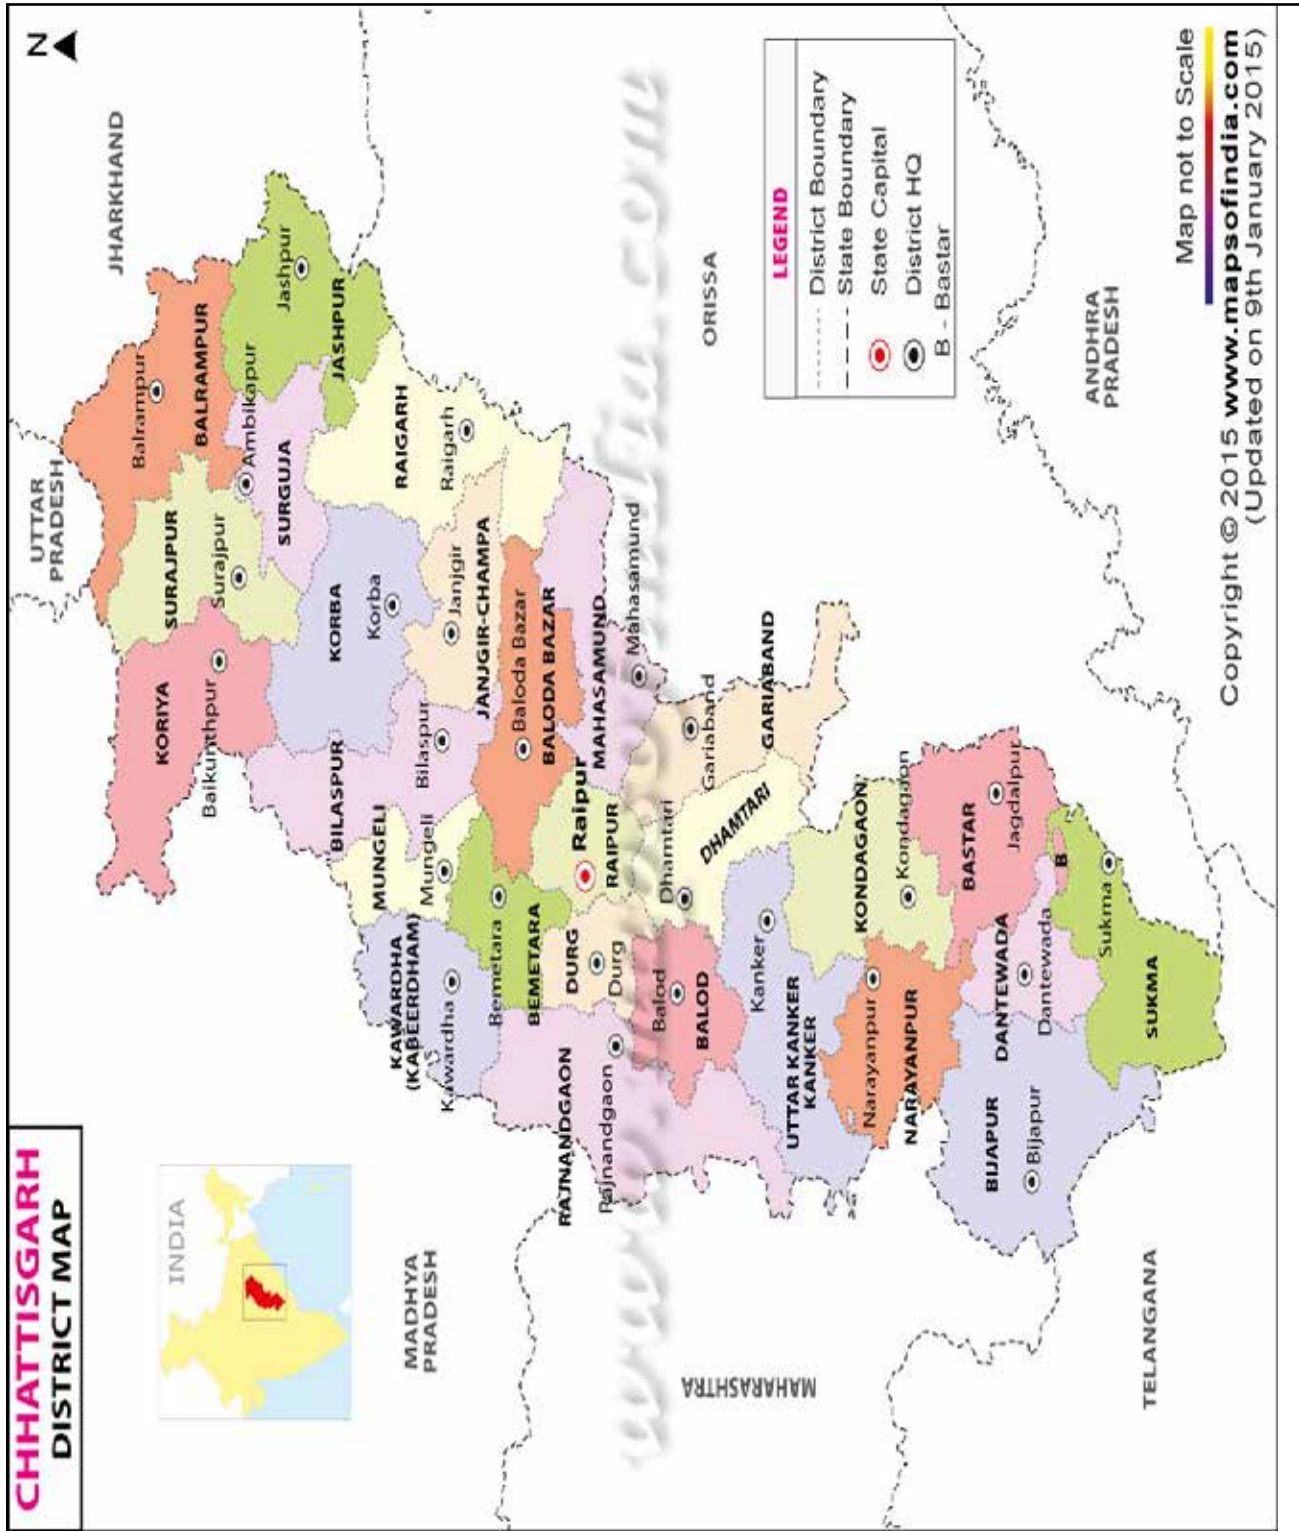 CHHATTISGARH
DISTRICT MAP
N
INDIA
UTTAR
PRADESH
JHARKHAND
MADHYA
PRADESH
MAHARASHTRA
TELANGANA
ORISSA
ANDHRA
PRADESH
Balrampur
BALRAMPUR
SURAJPUR
Surajpur
Ambikapur
SURGUJA
Jashpur
JASHPUR
KORIYA
Baikunthpur
KORBA
Korba
RAIGARH
Raigarh
BILASPUR
Bilaspur
Janjgir
JANJGIR-CHAMPA
MUNGELI
Mungeli
KAWARDHA
(KABEERDHAM)
Kawardha
Bemetara
BEMETARA
Baloda Bazar
BALODA BAZAR
MAHASAMUND
Mahasamund
Raipur
RAIPUR
DURG
Durg
RAJNANDGAON
Rajnandgaon
Balod
BALOD
Dhamtari
DHAMTARI
Gariaband
GARIABAND
Kanker
UTTAR KANKER
KANKER
KONDAGAON
Kondagaon
Narayanpur
NARAYANPUR
BASTAR
Jagdalpur
B
DANTEWADA
Dantewada
BIJAPUR
Bijapur
Sukma
SUKMA
LEGEND
District Boundary
State Boundary
State Capital
District HQ
B - Bastar
Map not to Scale
Copyright © 2015 www.mapsofindia.com
(Updated on 9th January 2015)
www.mapsofindia.com